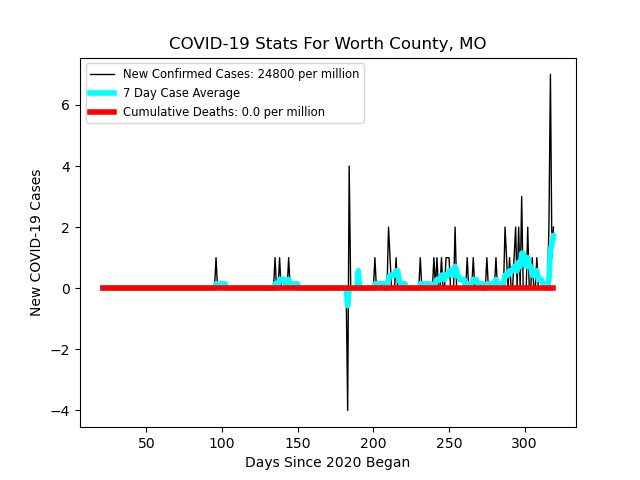 COVID-19 Stats For Worth County, MO
New Confirmed Cases: 24800 per million
7 Day Case Average
Cumulative Deaths: 0.0 per million
New COVID-19 Cases
6
4
2
0
−2
−4
50 100 150 200 250 300
Days Since 2020 Began